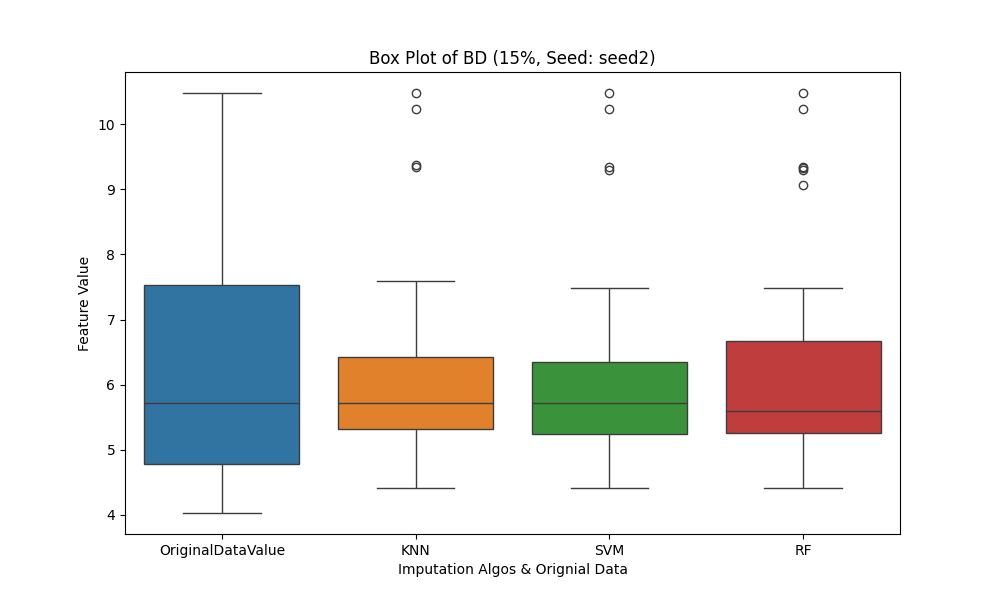 Box Plot of BD (15%, Seed: seed2)
10
9
8
7
6
5
4
Feature Value
OriginalDataValue KNN SVM RF
Imputation Algos & Orignial Data